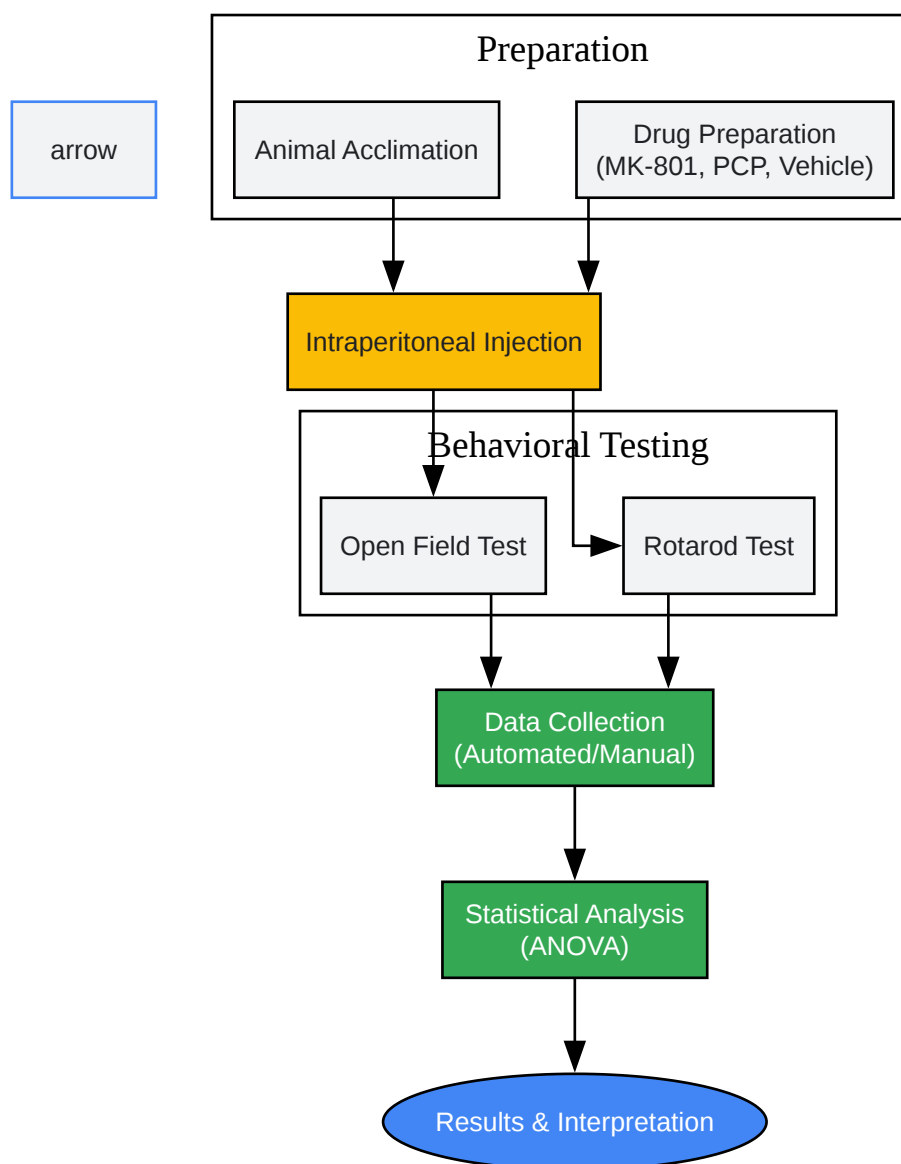 Preparation
arrow
Animal Acclimation
Drug Preparation
(MK-801, PCP, Vehicle)
Intraperitoneal Injection
Behavioral Testing
Open Field Test
Rotarod Test
Data Collection
(Automated/Manual)
Statistical Analysis
(ANOVA)
Results & Interpretation